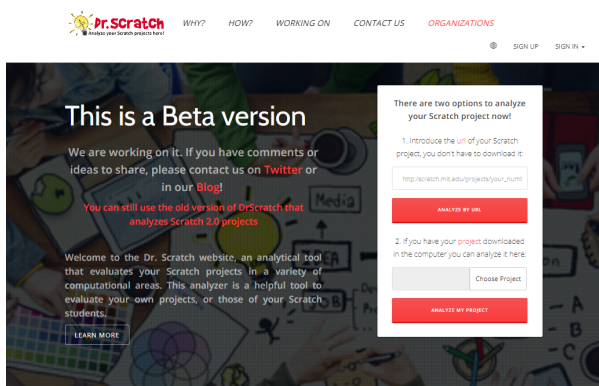 Dr.Scratch
Analyze your Scratch projects here!
WHY?
HOW?
WORKING ON
CONTACT US
ORGANIZATIONS
SIGN UP
SIGN IN
This is a Beta version
We are working on it. If you have comments or
ideas to share, please contact us on Twitter or
in our Blog!
You can still use the old version of DrScratch that
analyzes Scratch 2.0 projects
Welcome to the Dr. Scratch website, an analytical tool
that evaluates your Scratch projects in a variety of
computational areas. This analyzer is a helpful tool to
evaluate your own projects, or those of your Scratch
students.
LEARN MORE
There are two options to analyze
your Scratch project now!
1. Introduce the url of your Scratch
project, you don't have to download it:
http://scratch.mit.edu/projects/your_numb
ANALYZE BY URL
2. If you have your project downloaded
in the computer you can analyze it here:
Choose Project
ANALYZE MY PROJECT
Media
IDEA